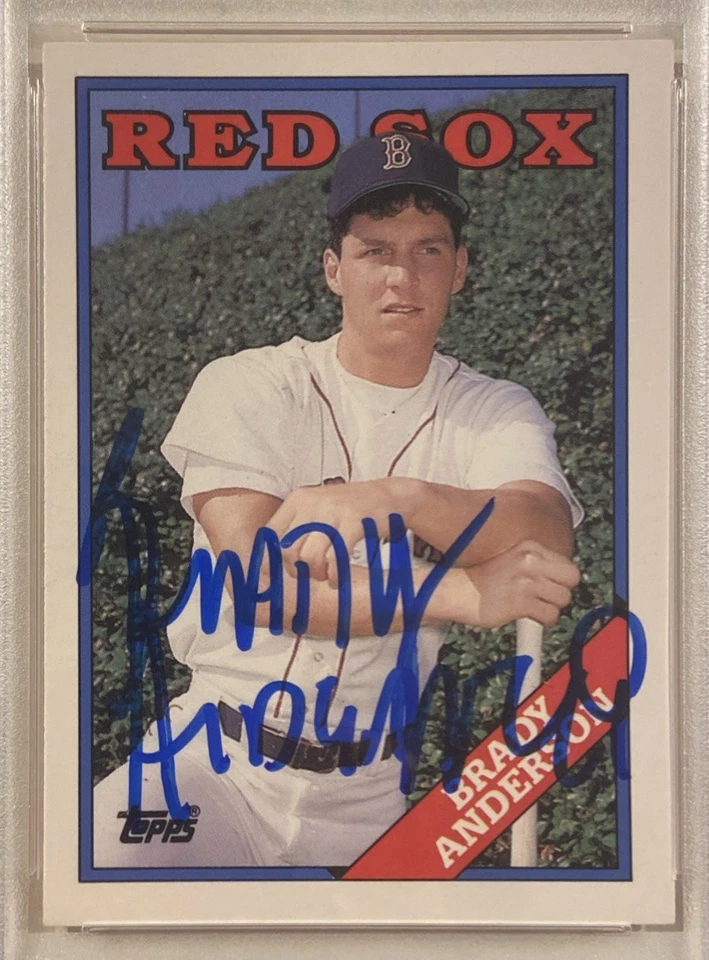 RED SOX
B
BRADY
ANDERSON
Topps®